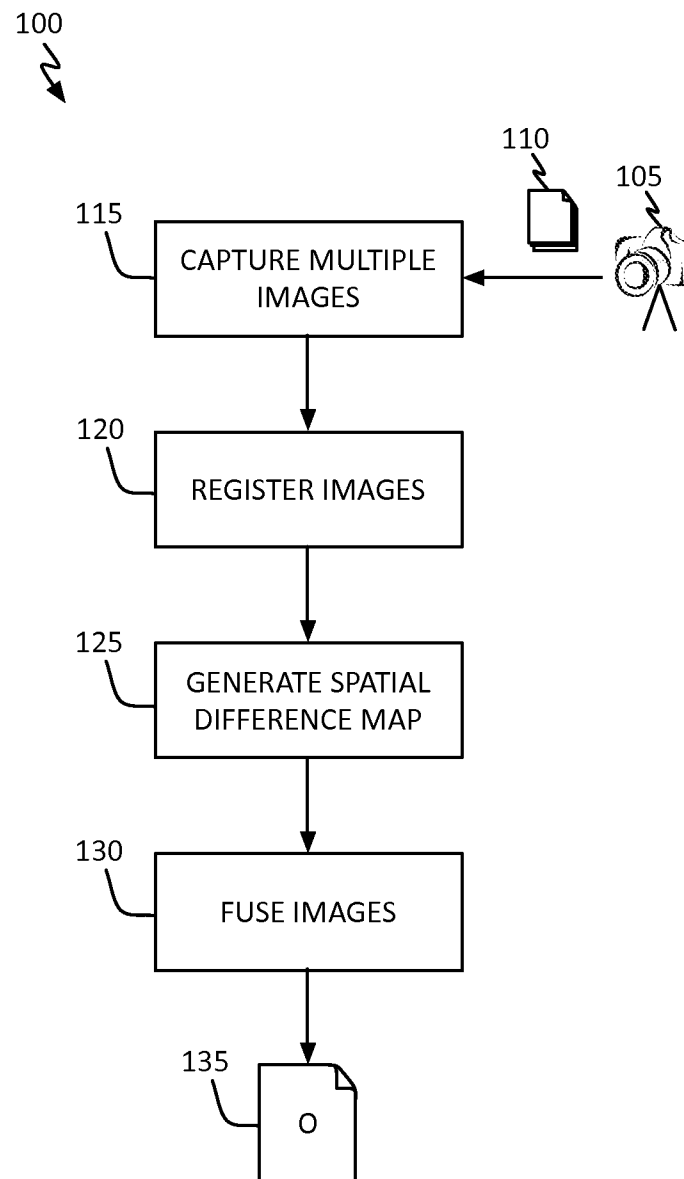 100
110
105
115
CAPTURE MULTIPLE
IMAGES
120
REGISTER IMAGES
125
GENERATE SPATIAL
DIFFERENCE MAP
130
FUSE IMAGES
135
O